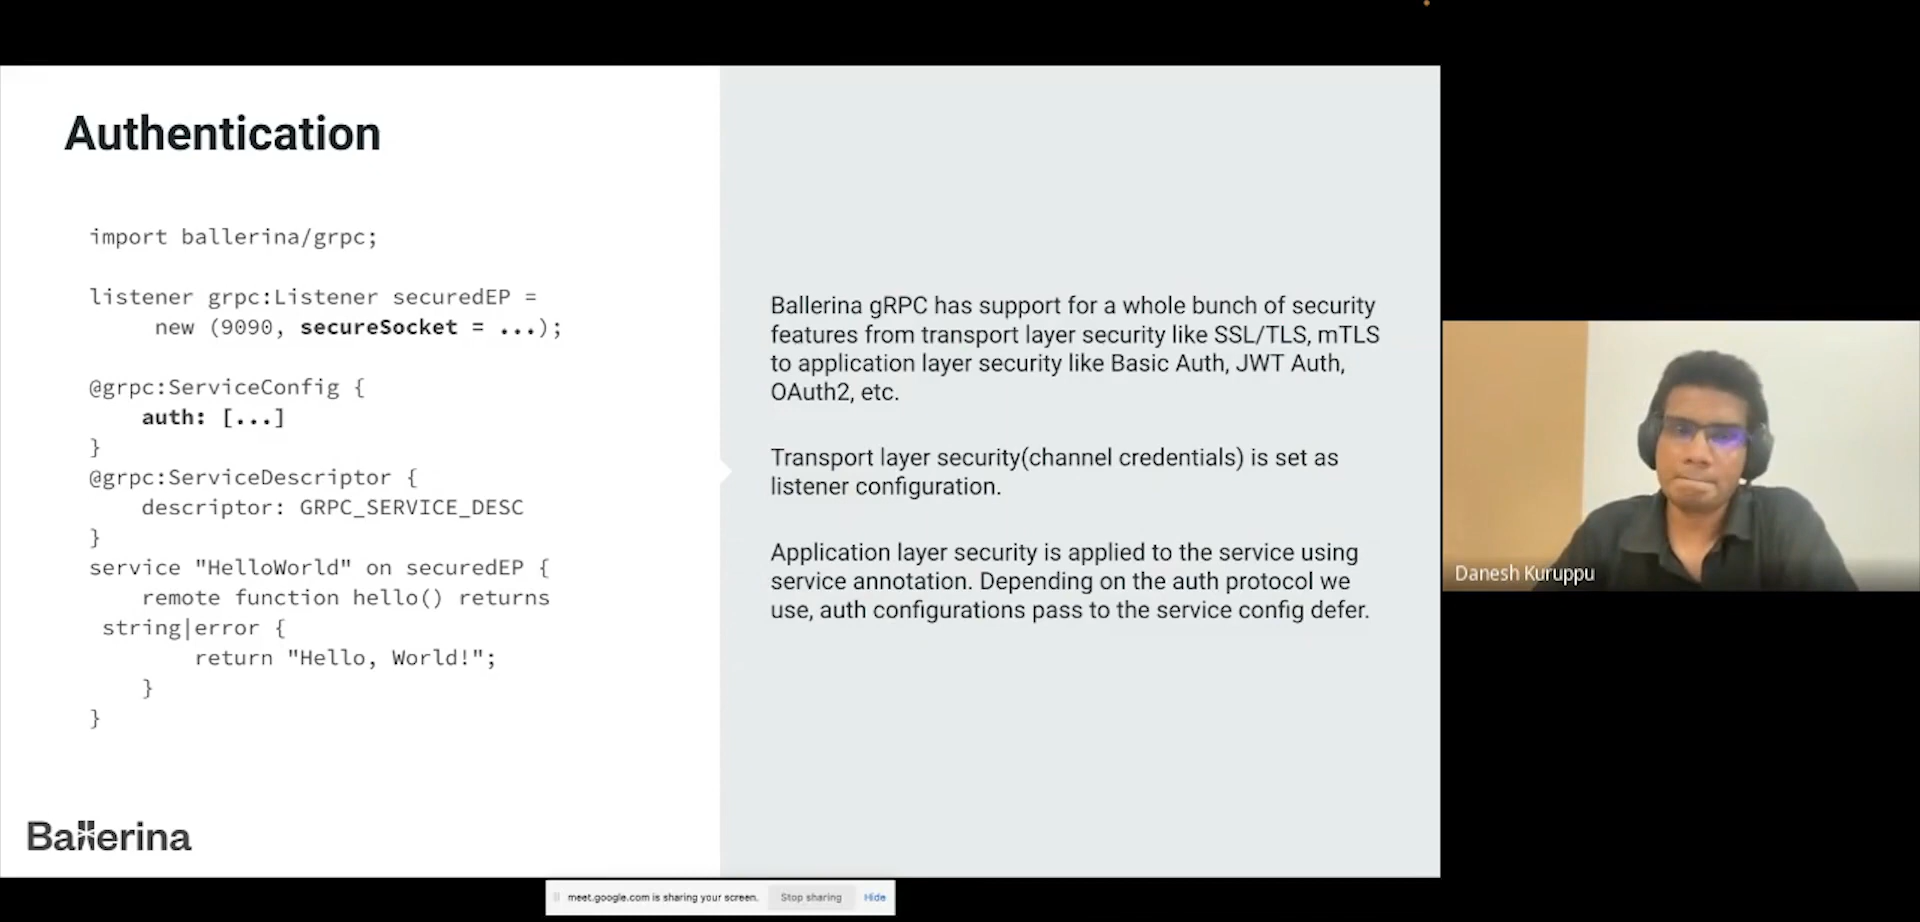 Authentication
import ballerina/grpc;
listener grpc:Listener securedEP =
new (9090, secureSocket = ...);
@grpc:ServiceConfig {
auth: [...]
}
@grpc:ServiceDescriptor {
descriptor: GRPC_SERVICE_DESC
}
service "HelloWorld" on securedEP {
remote function hello() returns
string|error {
return "Hello, World!";
}
}
Ballerina
Ballerina gRPC has support for a whole bunch of security
features from transport layer security like SSL/TLS, mTLS
to application layer security like Basic Auth, JWT Auth,
OAuth2, etc.
Transport layer security(channel credentials) is set as
listener configuration.
Application layer security is applied to the service using
service annotation. Depending on the auth protocol we
use, auth configurations pass to the service config defer.
Danesh Kuruppu
meet.google.com is sharing your screen.
Stop sharing
Hide